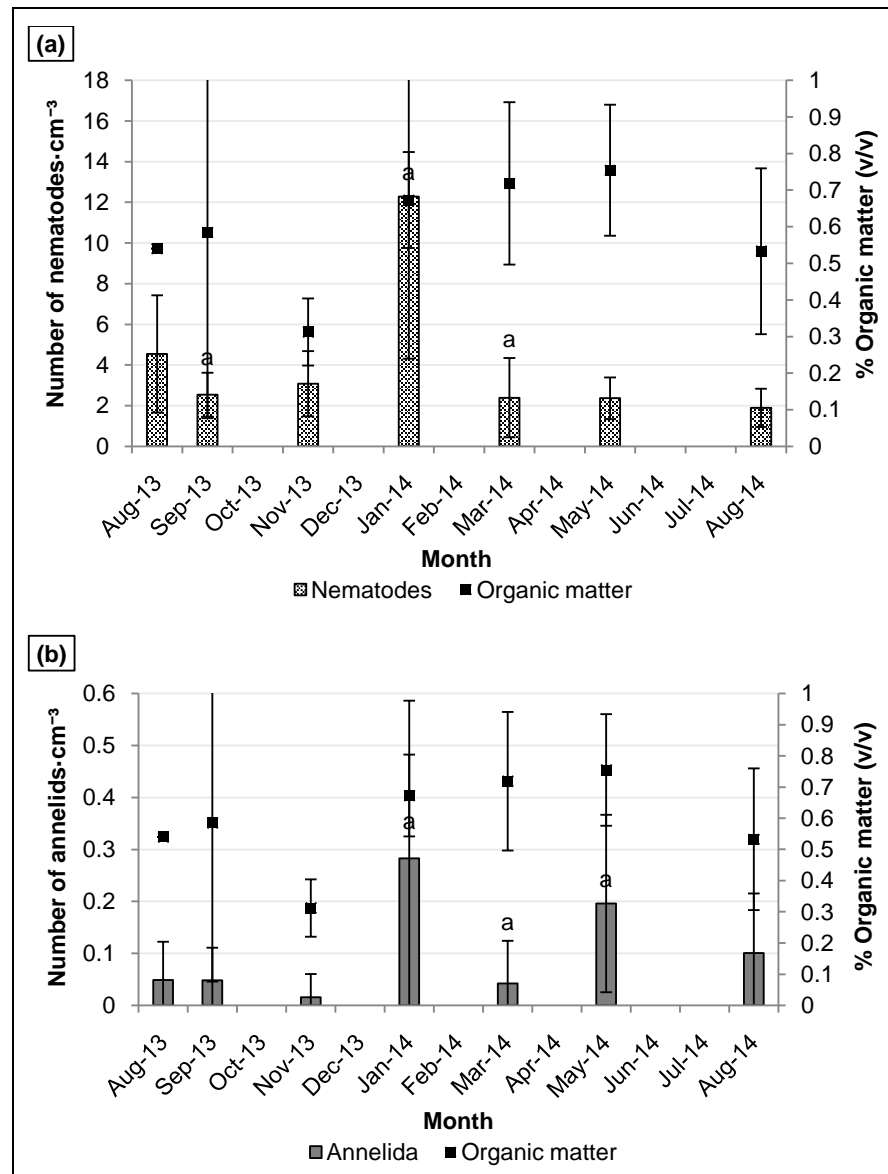 (a)
Number of nematodes·cm⁻³
18
16
14
12
10
8
6
4
2
0
a
a
a
1
0.9
0.8
0.7
0.6
0.5
0.4
0.3
0.2
0.1
0
% Organic matter (v/v)
Aug-13
Sep-13
Oct-13
Nov-13
Dec-13
Jan-14
Feb-14
Mar-14
Apr-14
May-14
Jun-14
Jul-14
Aug-14
Month
Nematodes
Organic matter
(b)
Number of annelids·cm⁻³
0.6
0.5
0.4
0.3
0.2
0.1
0
a
a
a
1
0.9
0.8
0.7
0.6
0.5
0.4
0.3
0.2
0.1
0
% Organic matter (v/v)
Aug-13
Sep-13
Oct-13
Nov-13
Dec-13
Jan-14
Feb-14
Mar-14
Apr-14
May-14
Jun-14
Jul-14
Aug-14
Month
Annelida
Organic matter